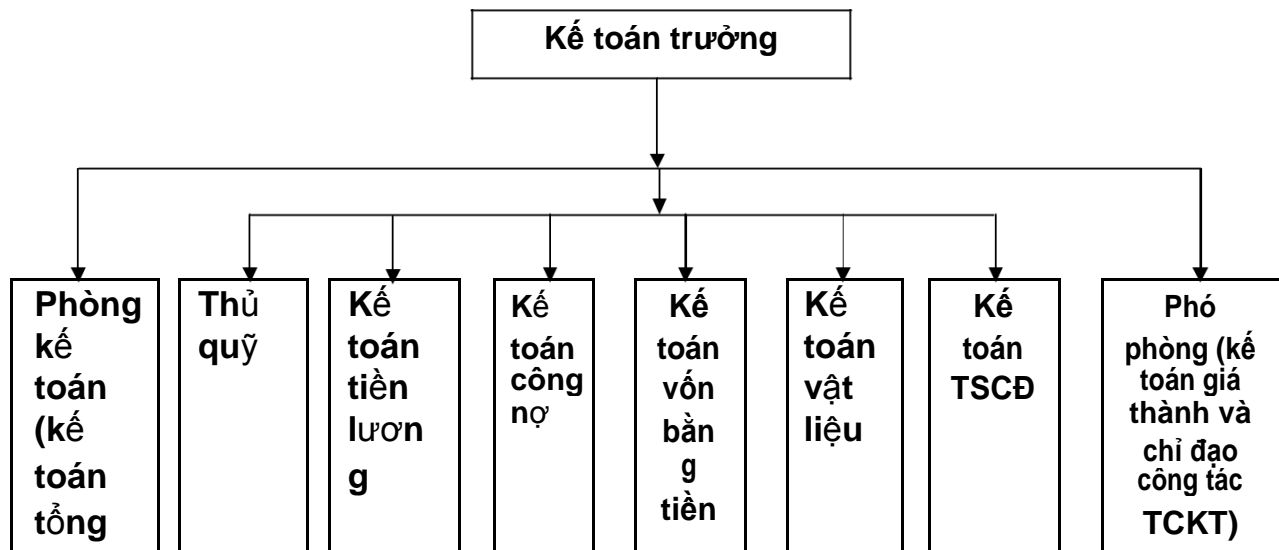 Kế toán trưởng
Phòng
kế
toán
(kế
toán
tổng
Thủ
quỹ
Kế
toán
tiền
lươn
g
Kế
toán
công
nợ
Kế
toán
vốn
bằn
g
tiền
Kế
toán
vật
liệu
Kế
toán
TSCĐ
Phó
phòng (kế
toán giá
thành và
chỉ đạo
công tác
TCKT)